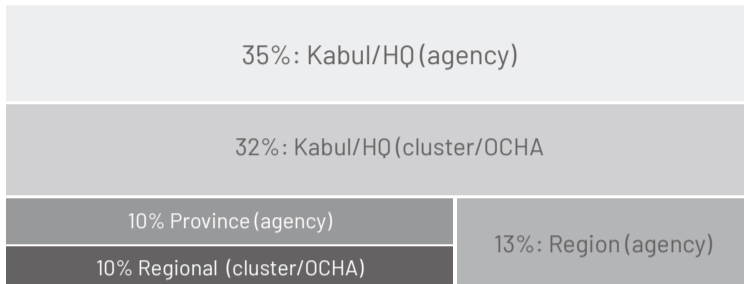 35%: Kabul/HQ (agency)
32%: Kabul/HQ (cluster/OCHA
10% Province (agency)
13%: Region (agency)
10% Regional (cluster/OCHA)